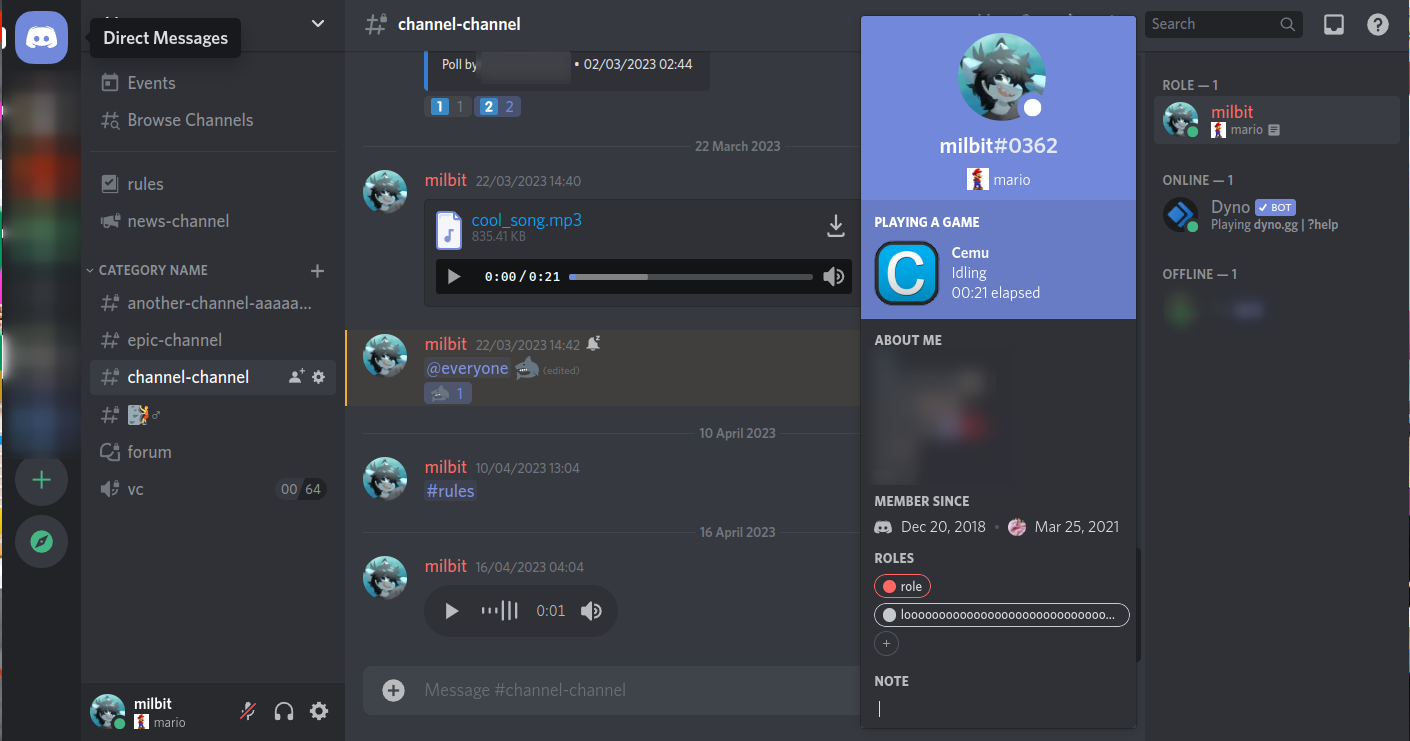 Direct Messages
Events
Browse Channels
rules
news-channel
CATEGORY NAME
another-channel-aaaaa...
epic-channel
channel-channel
forum
vc
00 64
milbit
mario
channel-channel
Poll by • 02/03/2023 02:44
1 1 2 2
22 March 2023
milbit 22/03/2023 14:40
cool_song.mp3
835.41 KB
0:00/0:21
milbit 22/03/2023 14:42
@everyone (edited)
1
10 April 2023
milbit 10/04/2023 13:04
#rules
16 April 2023
milbit 16/04/2023 04:04
0:01
Message #channel-channel
milbit#0362
mario
PLAYING A GAME
Cemu
Idling
00:21 elapsed
ABOUT ME
MEMBER SINCE
Dec 20, 2018 • Mar 25, 2021
ROLES
role
looooooooooooooooooooooooooooo...
NOTE
Search
ROLE — 1
milbit
mario
ONLINE — 1
Dyno BOT
Playing dyno.gg | ?help
OFFLINE — 1